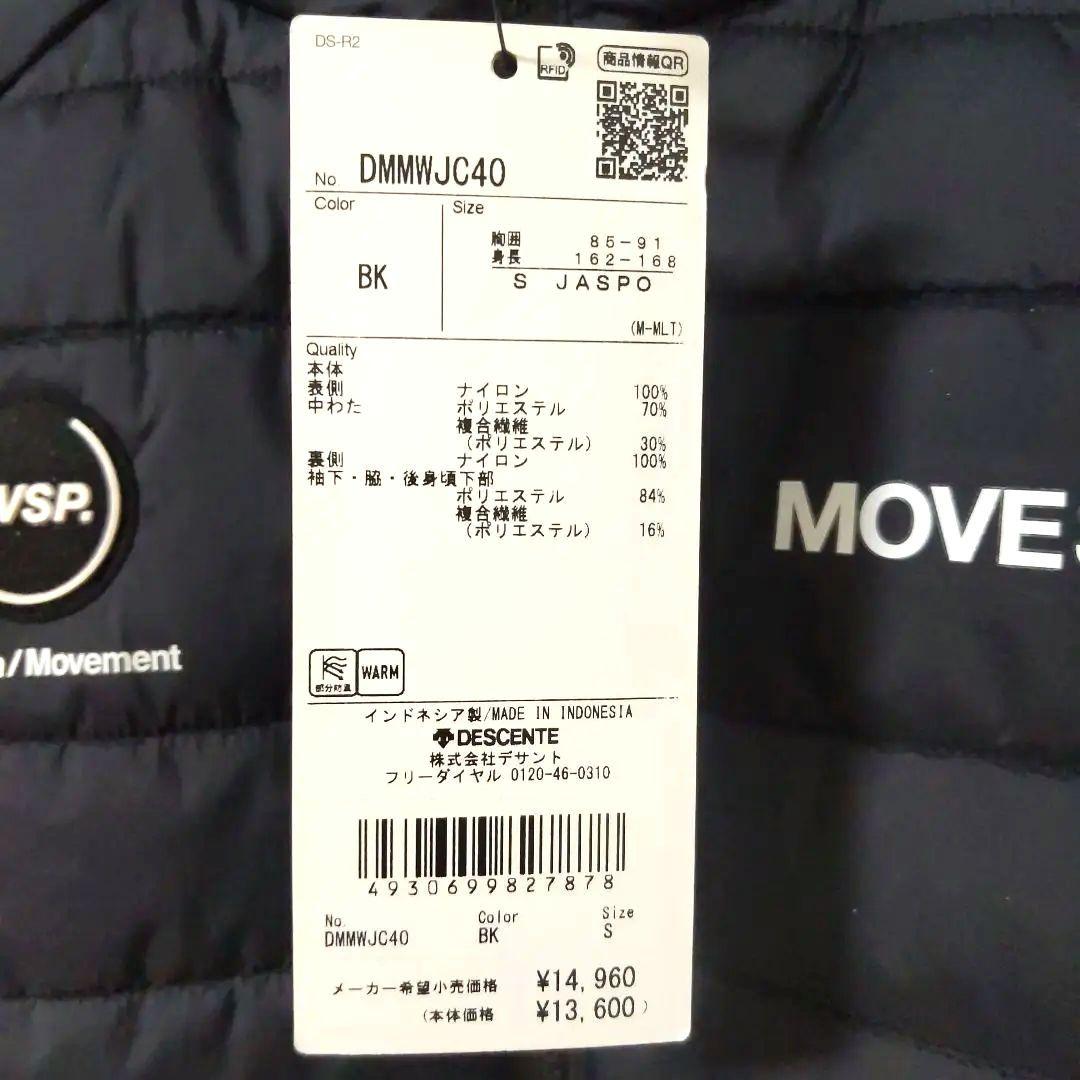 DS-R2
RFID
商品情報QR
No. DMMWJC40
Color
Size
BK
胸囲 85-91
身長 162-168
S JASPO
(M-MLT)
Quality
本体
表側 ナイロン 100%
中わた ポリエステル 70%
複合繊維
(ポリエステル) 30%
裏側 ナイロン 100%
袖下・脇・後身頃下部
ポリエステル 84%
複合繊維
(ポリエステル) 16%
部分防温
WARM
インドネシア製/MADE IN INDONESIA
DESCENTE
株式会社デサント
フリーダイヤル 0120-46-0310
4930699827878
No. Color Size
DMMWJC40 BK S
メーカー希望小売価格 ¥14,960
(本体価格 ¥13,600)
VSP.
/Movement
MOVE